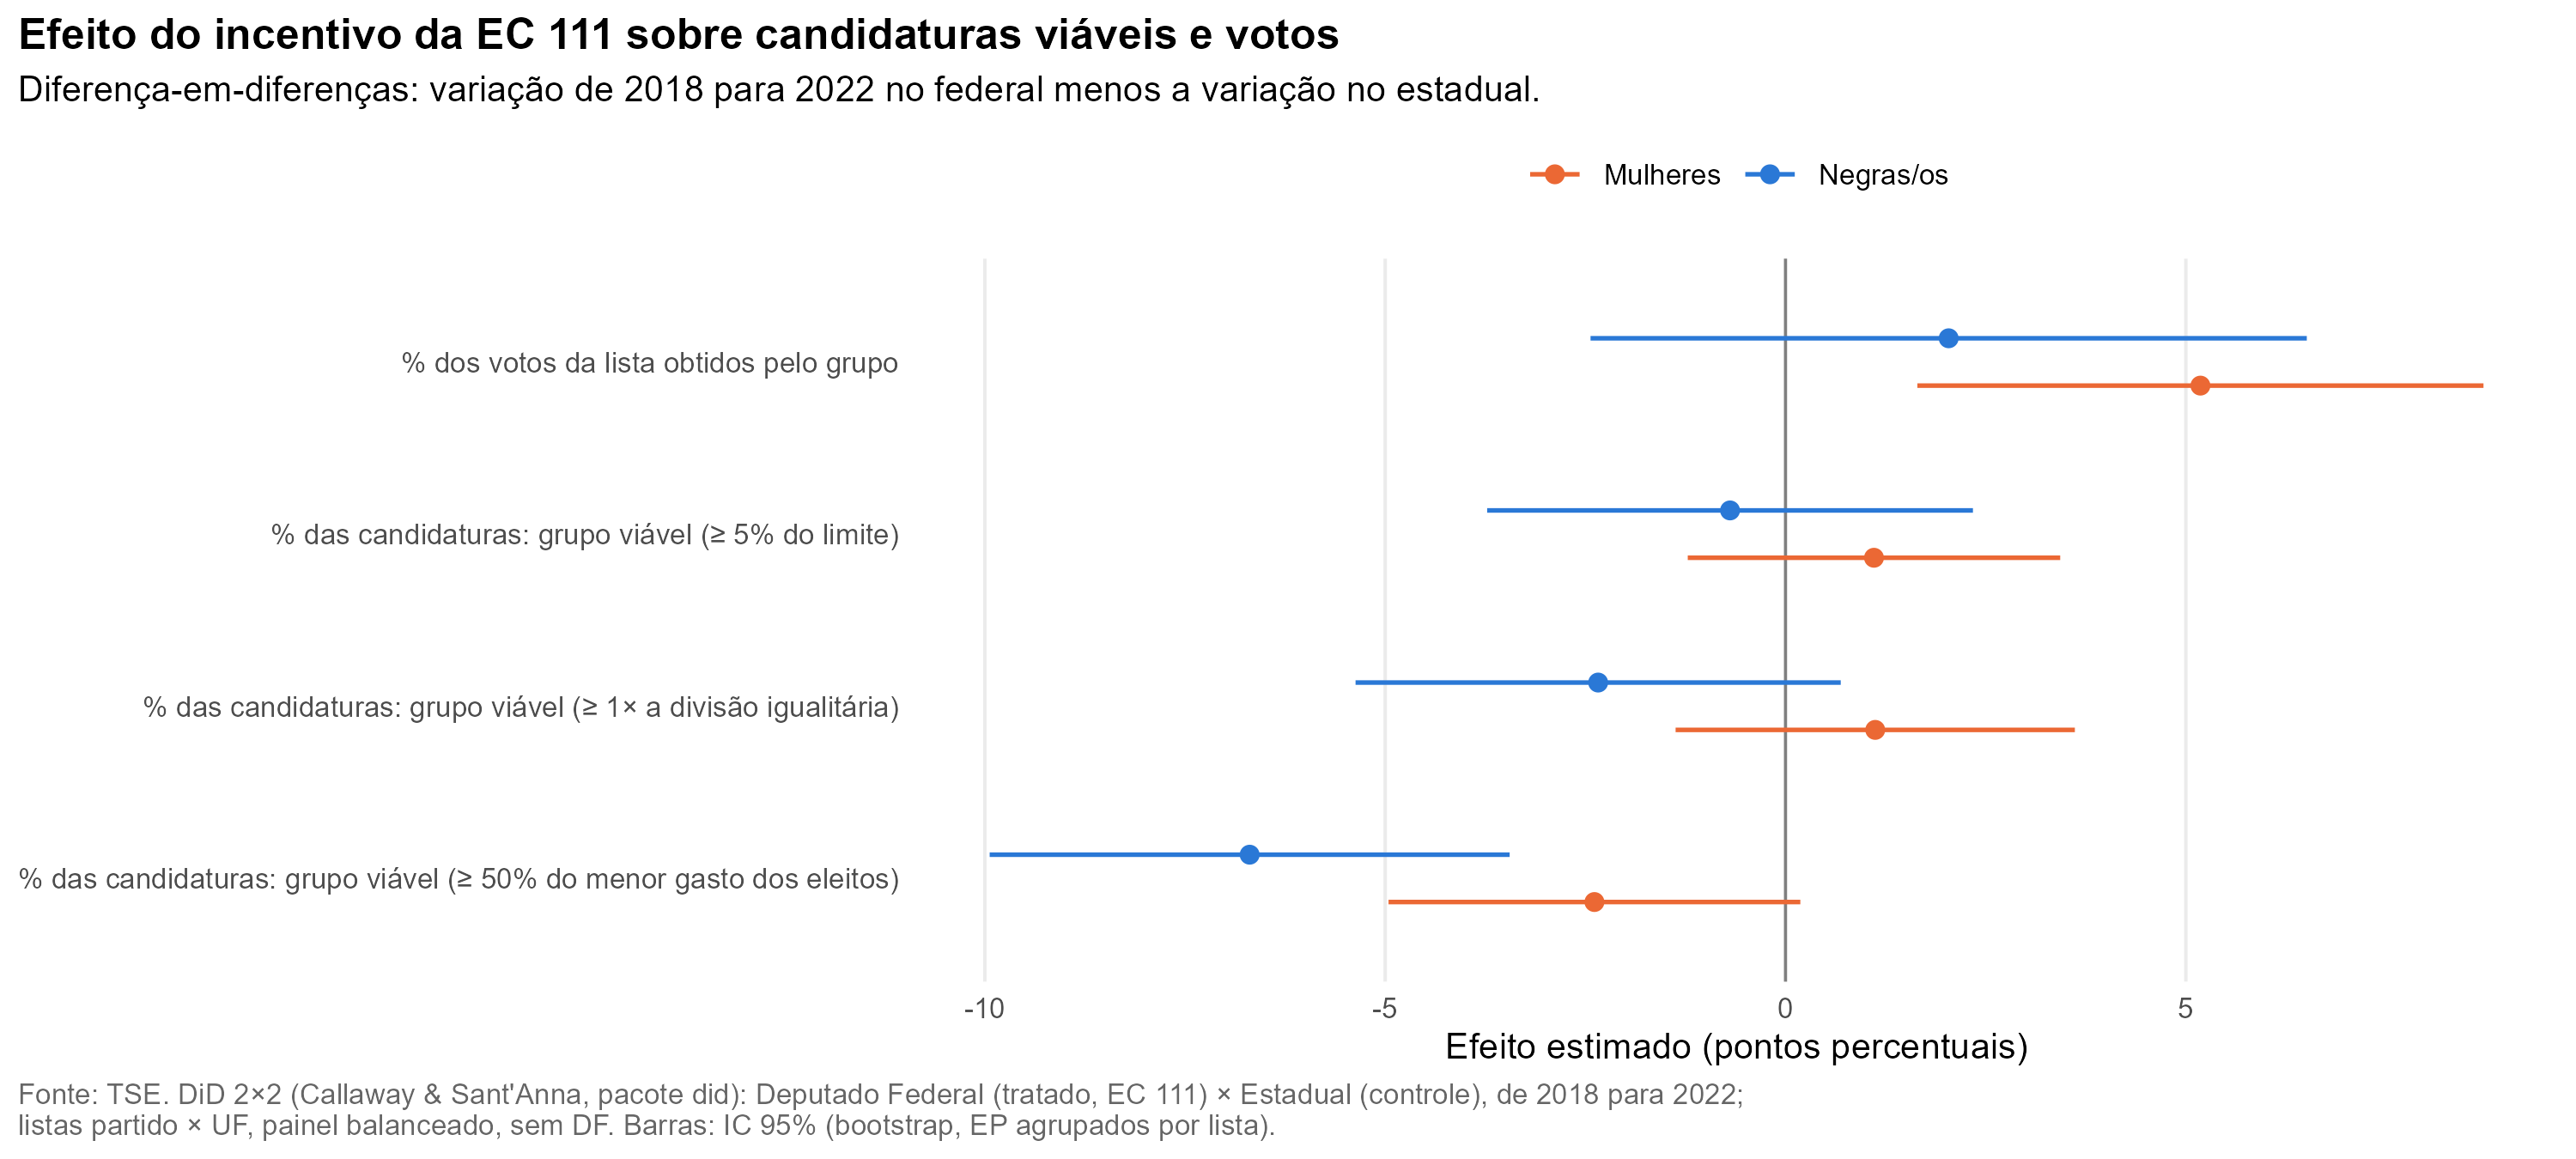 Efeito do incentivo da EC 111 sobre candidaturas viáveis e votos
Diferença-em-diferenças: variação de 2018 para 2022 no federal menos a variação no estadual.
Mulheres
Negras/os
% dos votos da lista obtidos pelo grupo
% das candidaturas: grupo viável (≥ 5% do limite)
% das candidaturas: grupo viável (≥ 1× a divisão igualitária)
% das candidaturas: grupo viável (≥ 50% do menor gasto dos eleitos)
-10
-5
0
5
Efeito estimado (pontos percentuais)
Fonte: TSE. DiD 2×2 (Callaway & Sant'Anna, pacote did): Deputado Federal (tratado, EC 111) × Estadual (controle), de 2018 para 2022;
listas partido × UF, painel balanceado, sem DF. Barras: IC 95% (bootstrap, EP agrupados por lista).